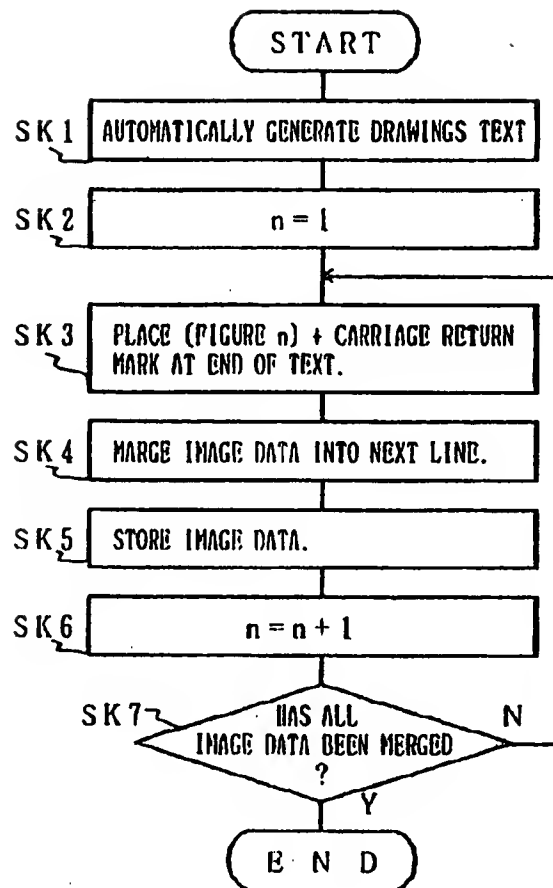 START
SK1 AUTOMATICALLY GENERATE DRAWINGS TEXT
SK2 n = 1
SK3 PLACE (FIGURE n) + CARRIAGE RETURN
MARK AT END OF TEXT.
SK4 MARGE IMAGE DATA INTO NEXT LINE.
SK5 STORE IMAGE DATA.
SK6 n = n + 1
SK7 HAS ALL N
IMAGE DATA BEEN MERGED
?
Y
END